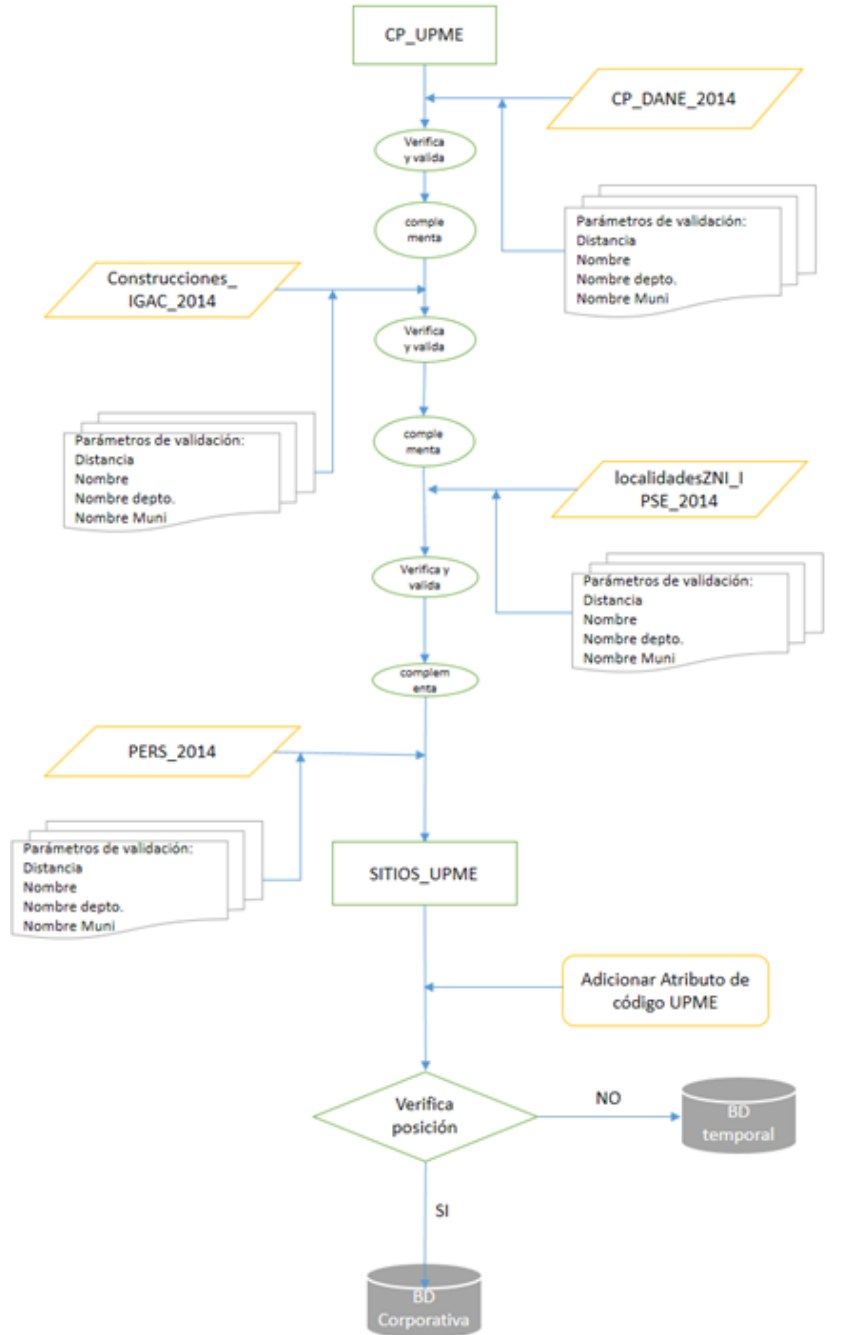 CP_UPME
CP_DANE_2014
Verifica
y valida
Parámetros de validación:
Distancia
Nombre
Nombre depto.
Nombre Muni
comple
menta
Construcciones_
IGAC_2014
Verifica
y valida
Parámetros de validación:
Distancia
Nombre
Nombre depto.
Nombre Muni
comple
menta
localidadesZNI_I
PSE_2014
Verifica y
valida
Parámetros de validación:
Distancia
Nombre
Nombre depto.
Nombre Muni
complem
enta
PERS_2014
Parámetros de validación:
Distancia
Nombre
Nombre depto.
Nombre Muni
SITIOS_UPME
Adicionar Atributo de
código UPME
Verifica
posición
NO
BD
temporal
SI
BD
Corporativa